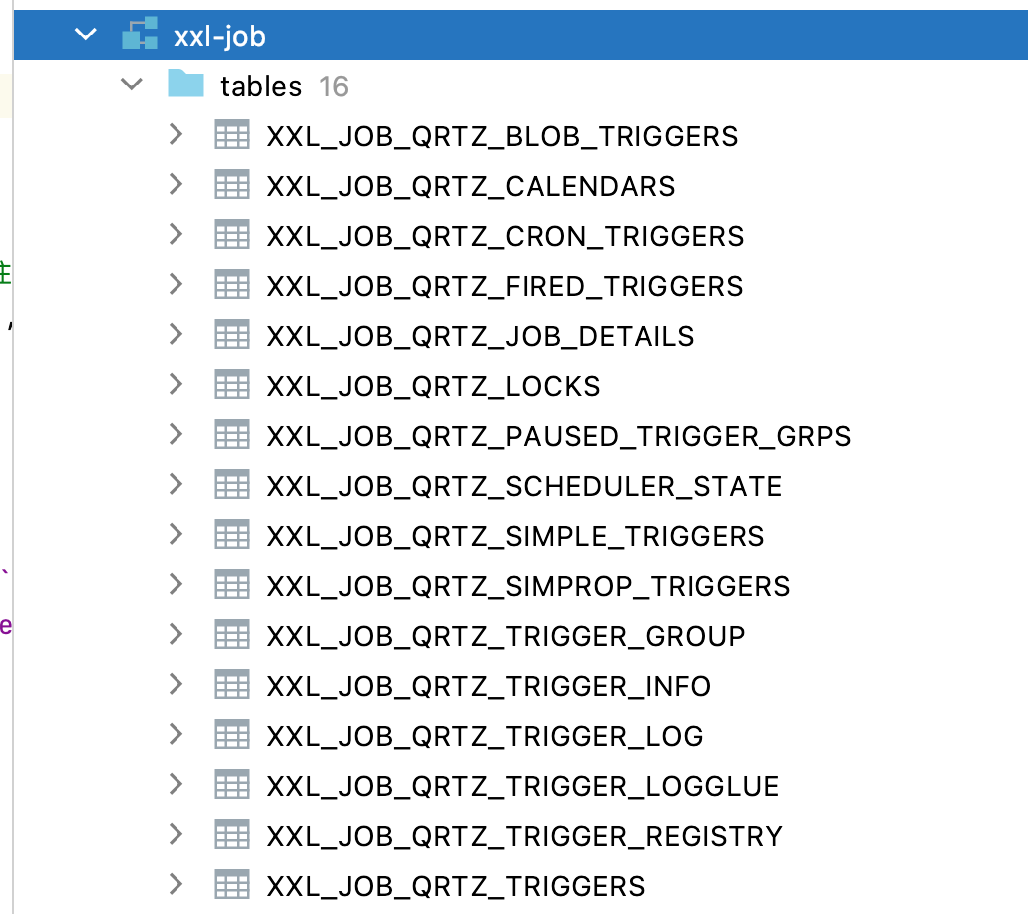 xxl-job
tables 16
XXL_JOB_QRTZ_BLOB_TRIGGERS
XXL_JOB_QRTZ_CALENDARS
XXL_JOB_QRTZ_CRON_TRIGGERS
XXL_JOB_QRTZ_FIRED_TRIGGERS
XXL_JOB_QRTZ_JOB_DETAILS
XXL_JOB_QRTZ_LOCKS
XXL_JOB_QRTZ_PAUSED_TRIGGER_GRPS
XXL_JOB_QRTZ_SCHEDULER_STATE
XXL_JOB_QRTZ_SIMPLE_TRIGGERS
XXL_JOB_QRTZ_SIMPROP_TRIGGERS
XXL_JOB_QRTZ_TRIGGER_GROUP
XXL_JOB_QRTZ_TRIGGER_INFO
XXL_JOB_QRTZ_TRIGGER_LOG
XXL_JOB_QRTZ_TRIGGER_LOGGLUE
XXL_JOB_QRTZ_TRIGGER_REGISTRY
XXL_JOB_QRTZ_TRIGGERS